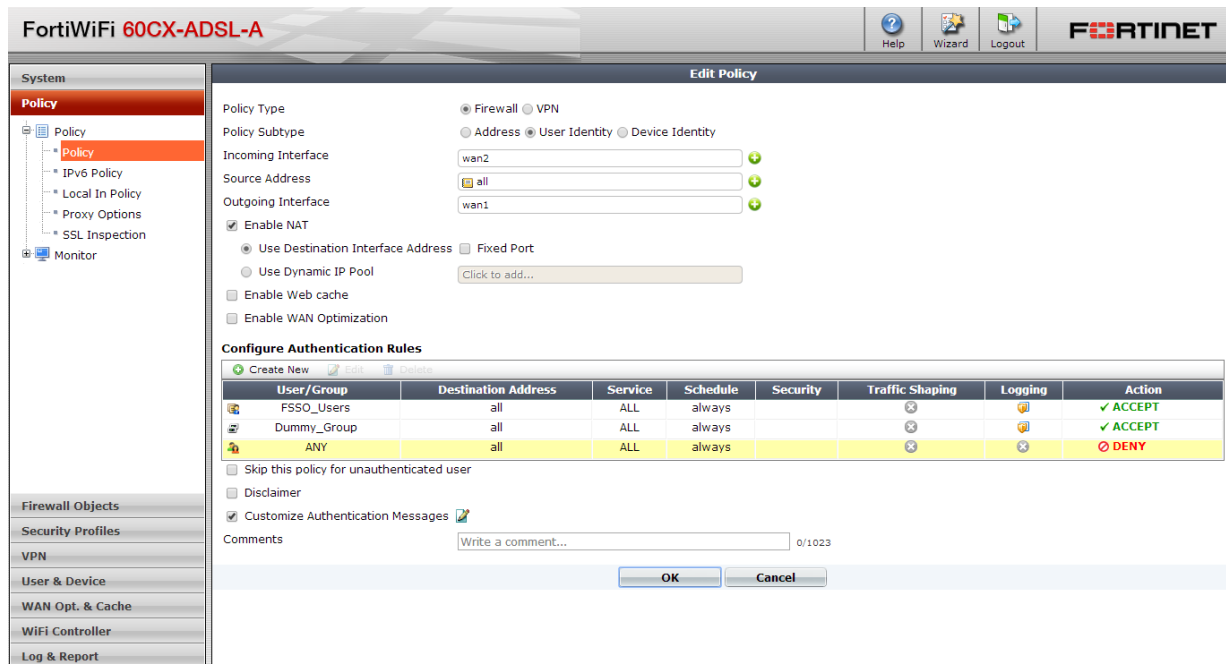 FortiWiFi 60CX-ADSL-A
Help
Wizard
Logout
FORTINET
System
Policy
Policy
Policy
IPv6 Policy
Local In Policy
Proxy Options
SSL Inspection
Monitor
Firewall Objects
Security Profiles
VPN
User & Device
WAN Opt. & Cache
WiFi Controller
Log & Report
Edit Policy
Policy Type Firewall VPN
Policy Subtype Address User Identity Device Identity
Incoming Interface wan2
Source Address all
Outgoing Interface wan1
Enable NAT
Use Destination Interface Address Fixed Port
Use Dynamic IP Pool Click to add...
Enable Web cache
Enable WAN Optimization
Configure Authentication Rules
Create New Edit Delete
User/Group Destination Address Service Schedule Security Traffic Shaping Logging Action
FSSO_Users all ALL always ACCEPT
Dummy_Group all ALL always ACCEPT
ANY all ALL always DENY
Skip this policy for unauthenticated user
Disclaimer
Customize Authentication Messages
Comments Write a comment... 0/1023
OK Cancel